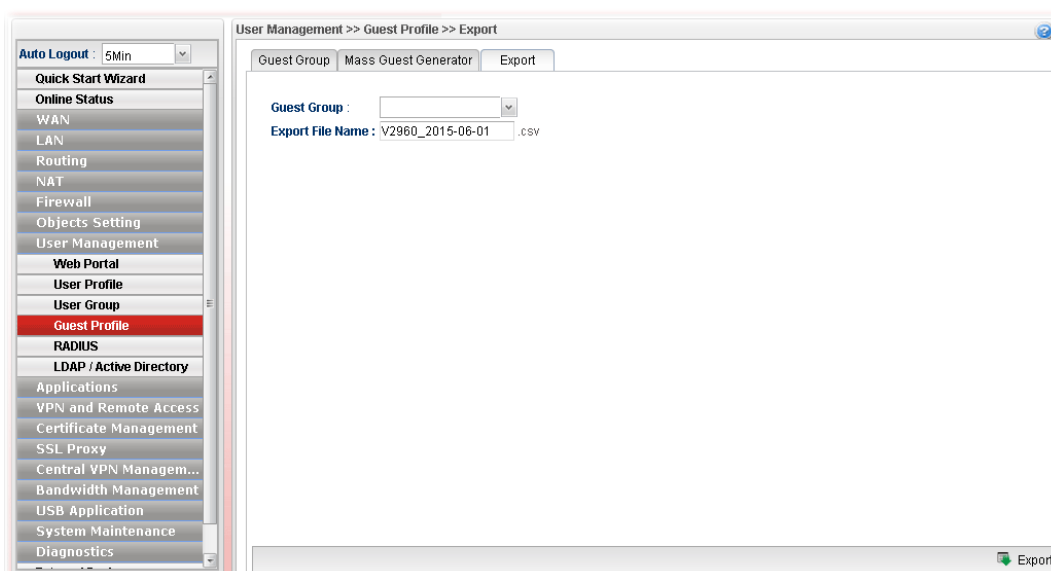 User Management >> Guest Profile >> Export
Auto Logout : 5Min
Quick Start Wizard
Online Status
WAN
LAN
Routing
NAT
Firewall
Objects Setting
User Management
Web Portal
User Profile
User Group
Guest Profile
RADIUS
LDAP / Active Directory
Applications
VPN and Remote Access
Certificate Management
SSL Proxy
Central VPN Managem...
Bandwidth Management
USB Application
System Maintenance
Diagnostics
Guest Group Mass Guest Generator Export
Guest Group :
Export File Name : V2960_2015-06-01 .csv
Export